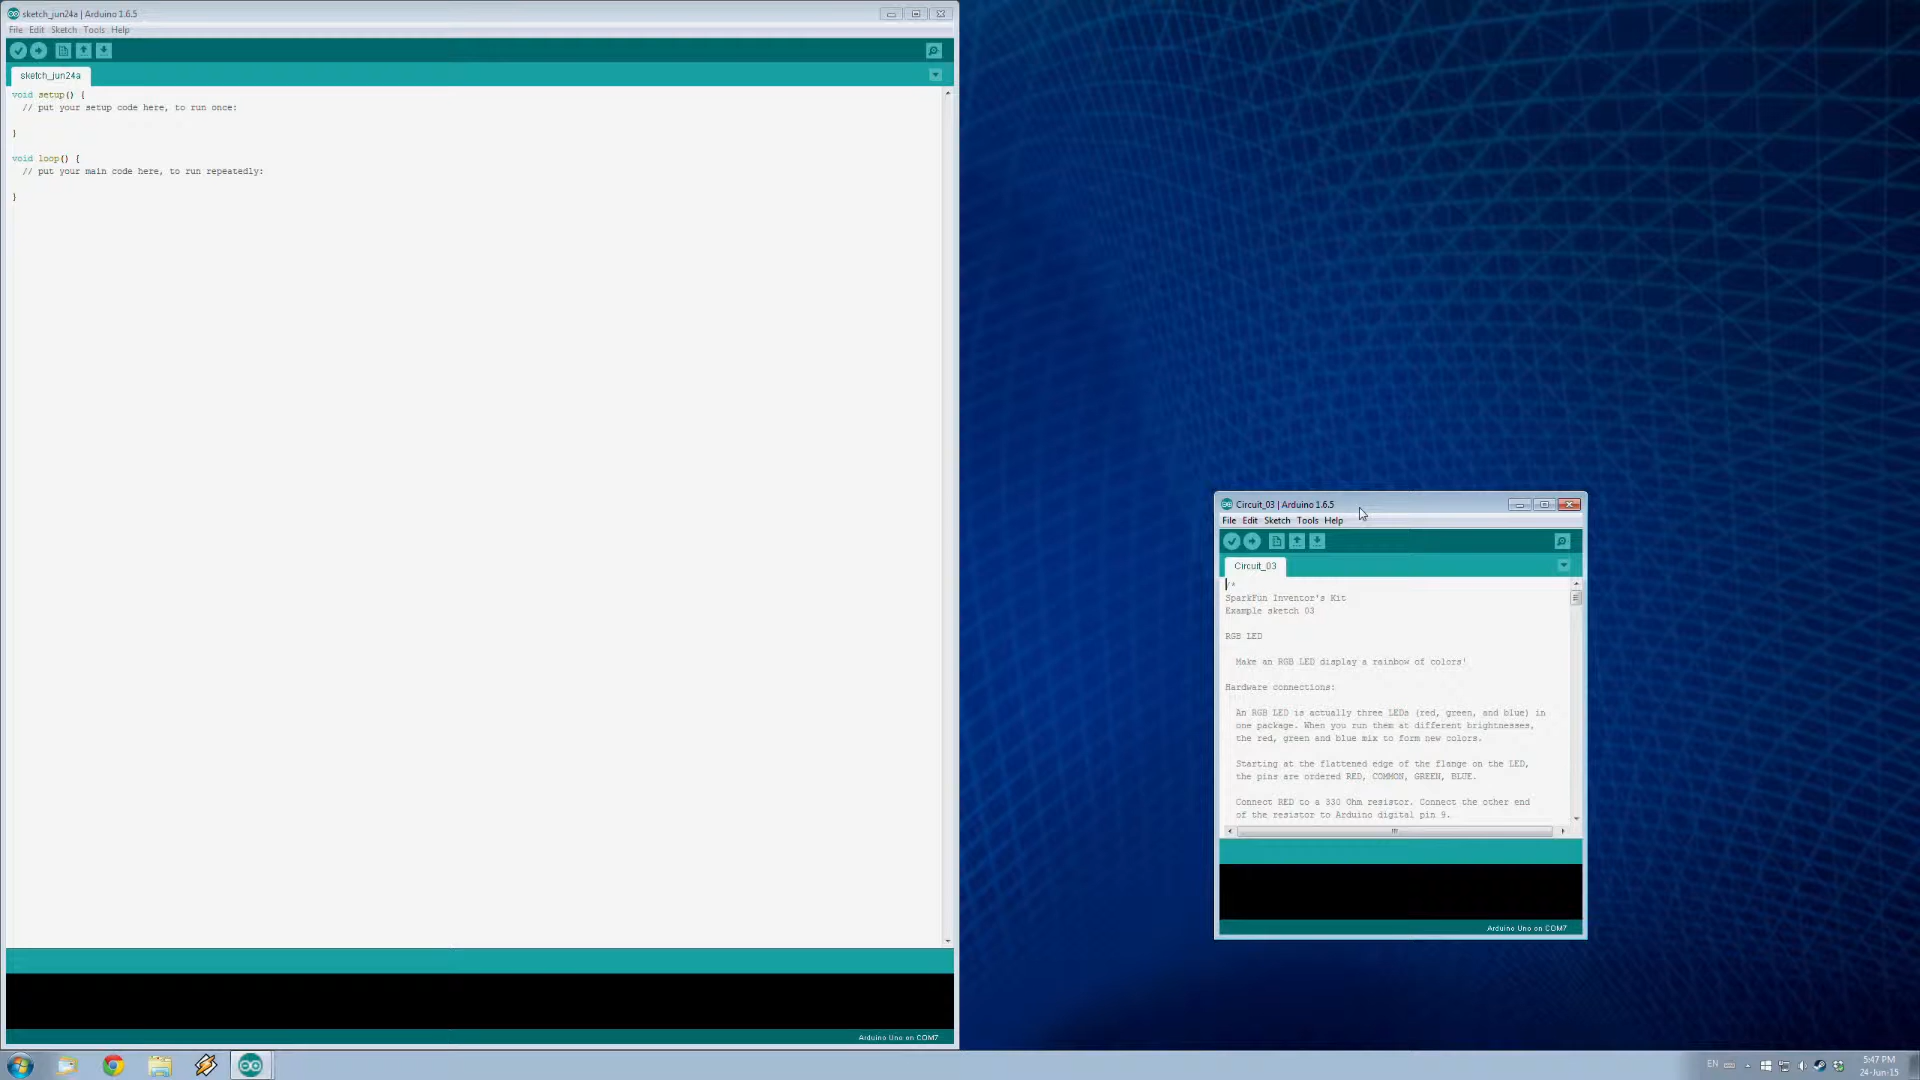 sketch_jun24a | Arduino 1.6.5
File Edit Sketch Tools Help
sketch_jun24a
void setup() {
// put your setup code here, to run once:
}
void loop() {
// put your main code here, to run repeatedly:
}
Arduino Uno on COM7
Circuit_03 | Arduino 1.6.5
File Edit Sketch Tools Help
Circuit_03
/*
SparkFun Inventor's Kit
Example sketch 03
RGB LED
Make an RGB LED display a rainbow of colors!
Hardware connections:
An RGB LED is actually three LEDs (red, green, and blue) in
one package. When you run them at different brightnesses,
the red, green and blue mix to form new colors.
Starting at the flattened edge of the flange on the LED,
the pins are ordered RED, COMMON, GREEN, BLUE.
Connect RED to a 330 Ohm resistor. Connect the other end
of the resistor to Arduino digital pin 9.
Arduino Uno on COM7
EN
5:47 PM
24-Jun-15